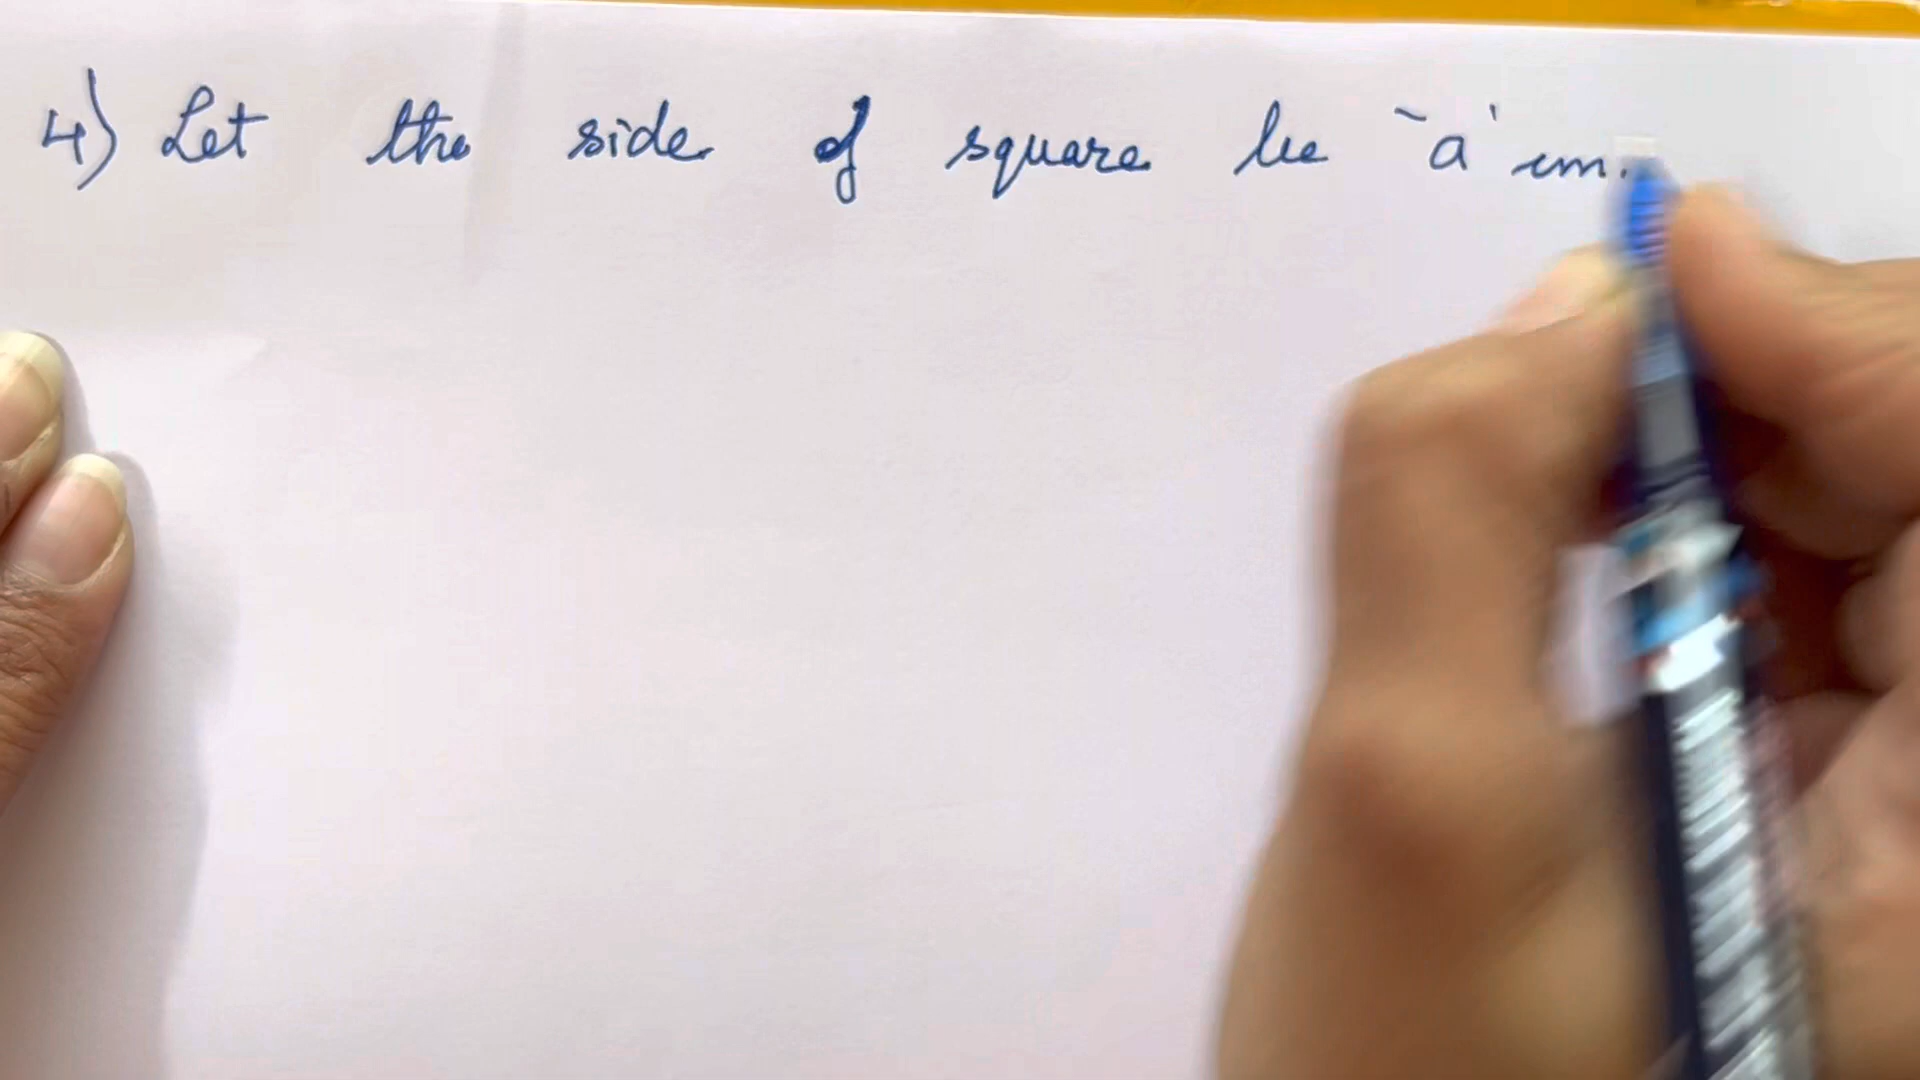 4) Let the side of square be 'a' cm.